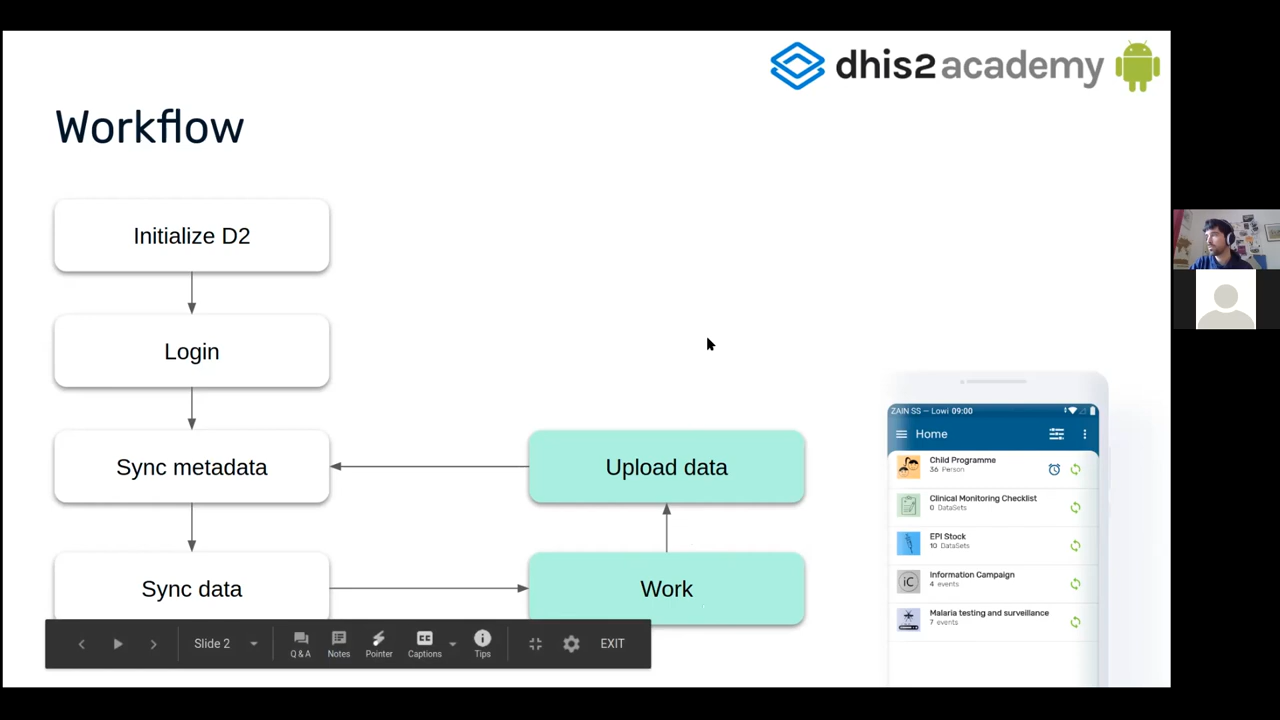 dhis2 academy
Workflow
Initialize D2
Login
Sync metadata
Upload data
Sync data
Work
ZAIN SS – Lowi 09:00
Home
Child Programme
36 Person
Clinical Monitoring Checklist
0 DataSets
EPI Stock
10 DataSets
iC
Information Campaign
4 events
Malaria testing and surveillance
7 events
Slide 2
Q & A
Notes
Pointer
CC
Captions
Tips
EXIT